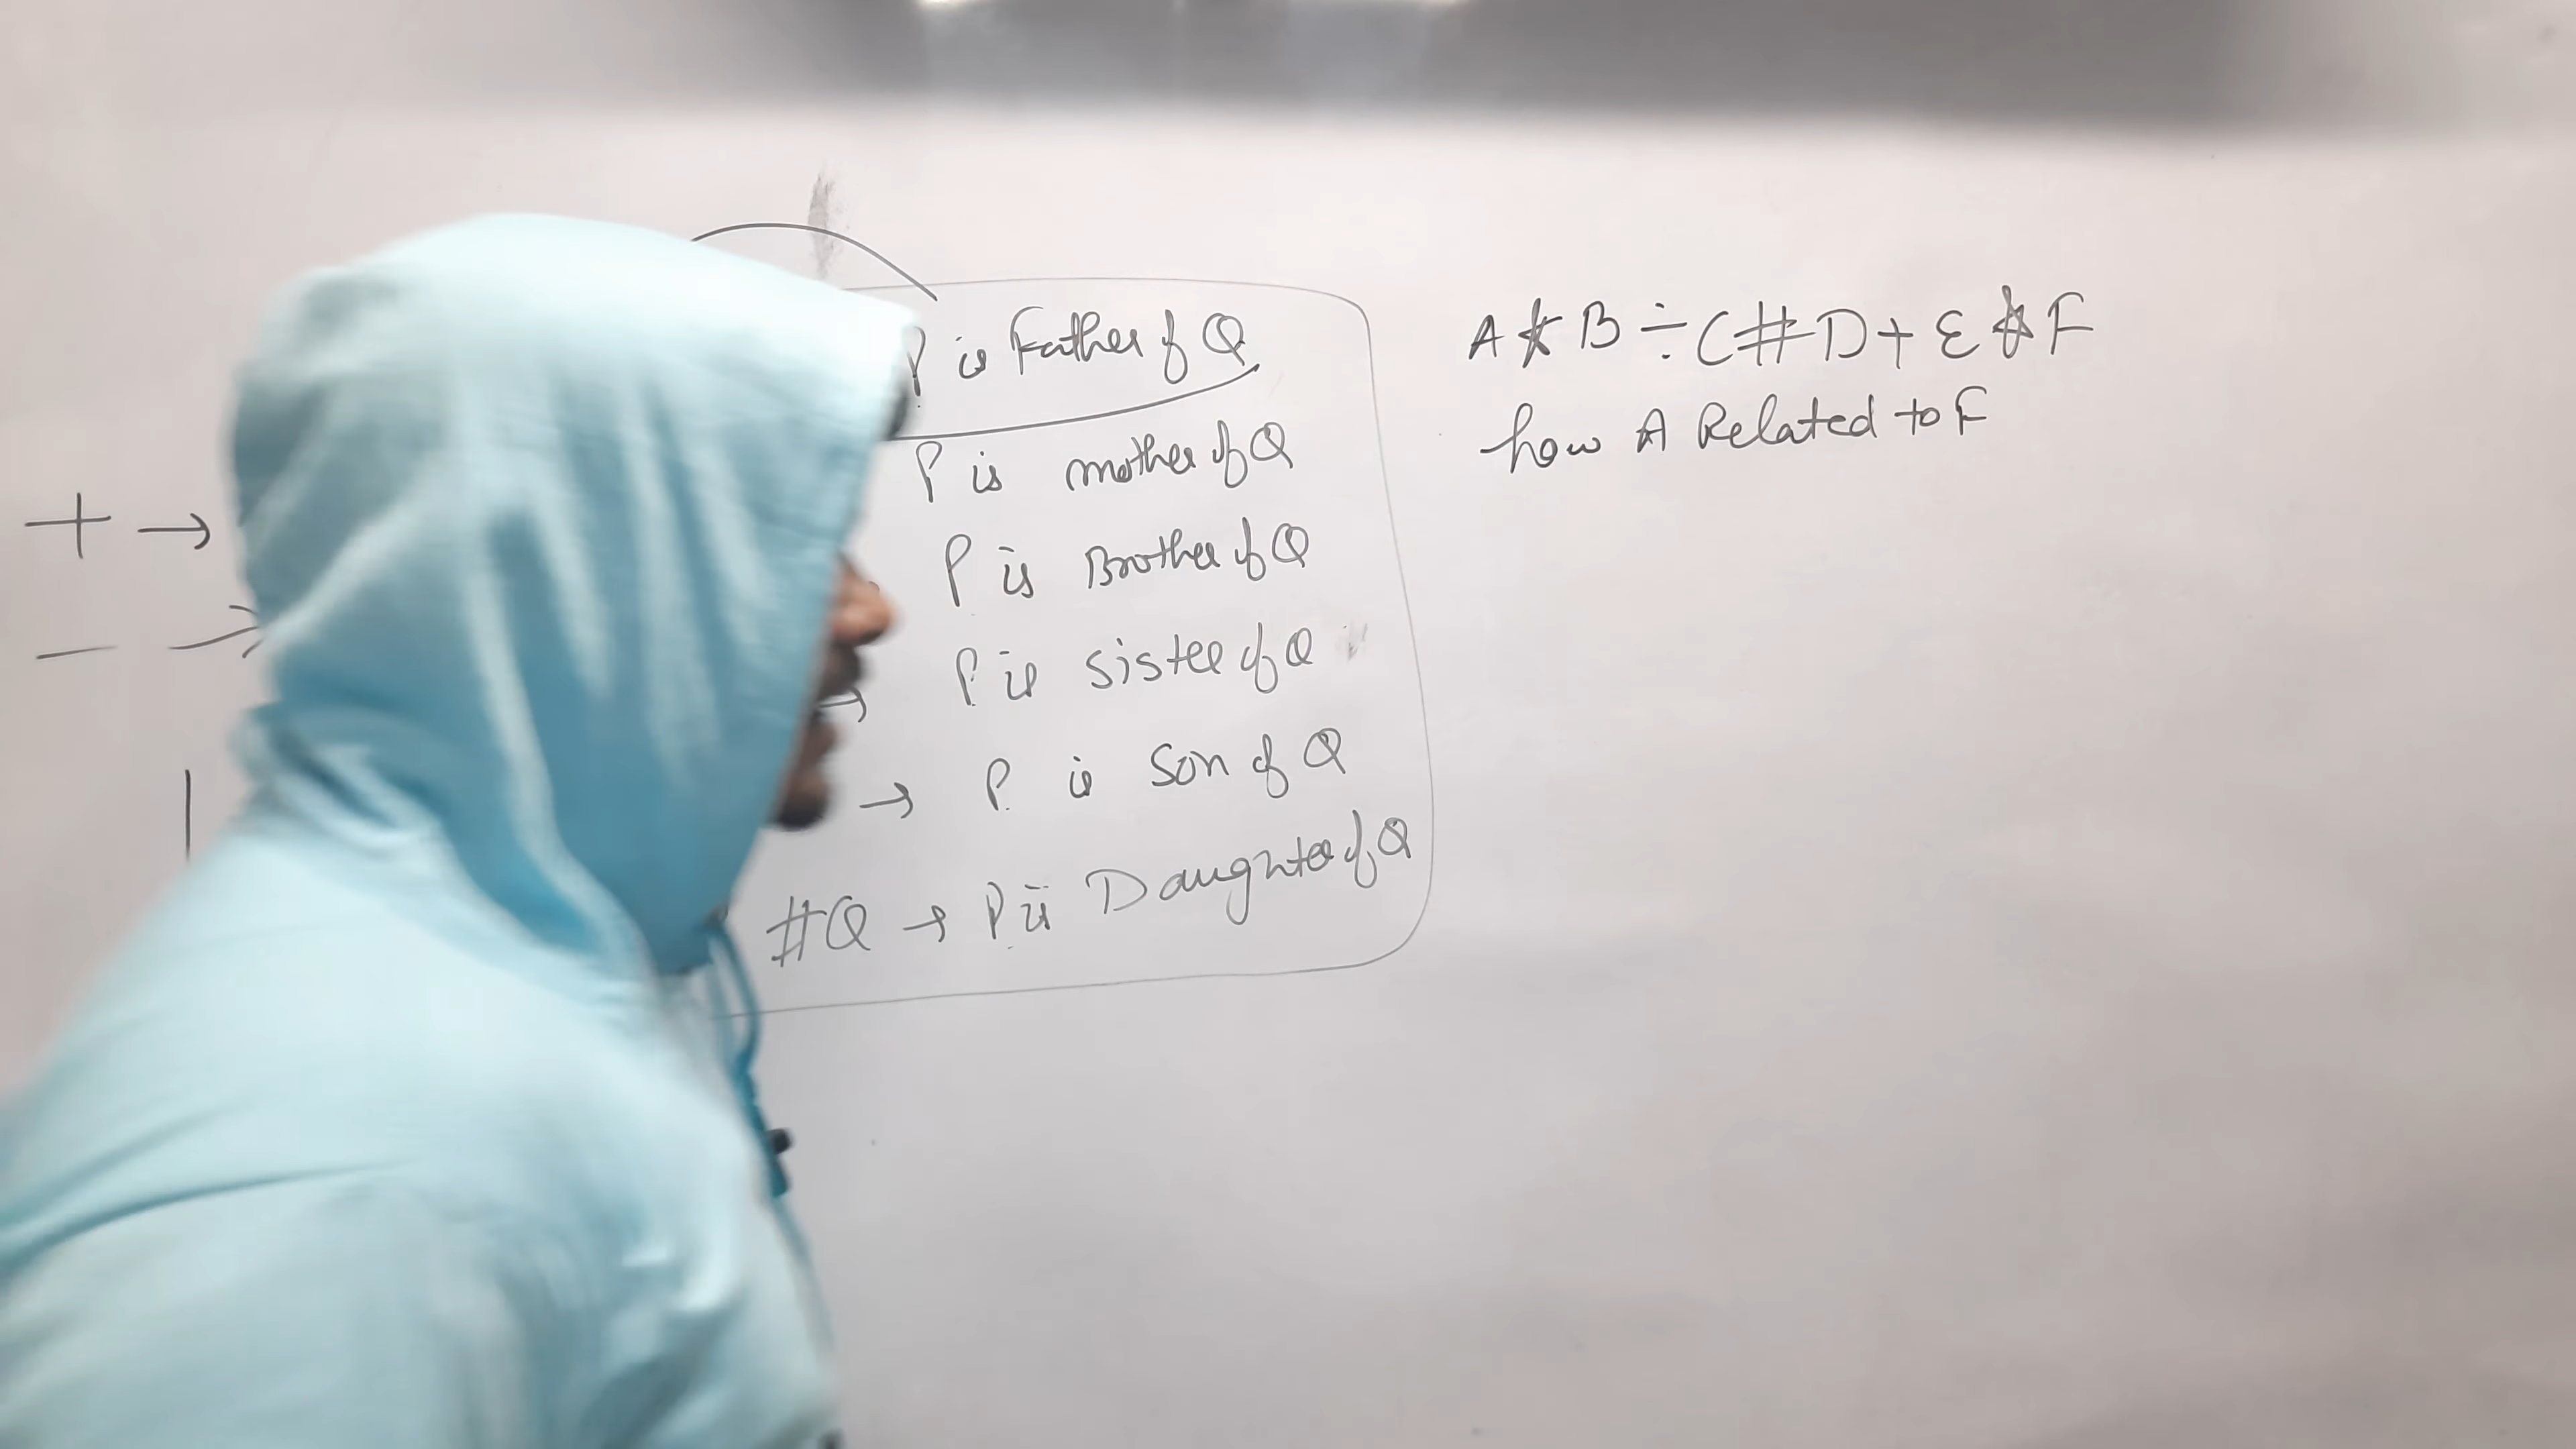 P is Father of Q
P is mother of Q
P is Brother of Q
P is sister of Q
→ P is Son of Q
#Q → P is Daughter of Q
+ →
-
A ★ B ÷ C # D + E ★ F
how A Related to F